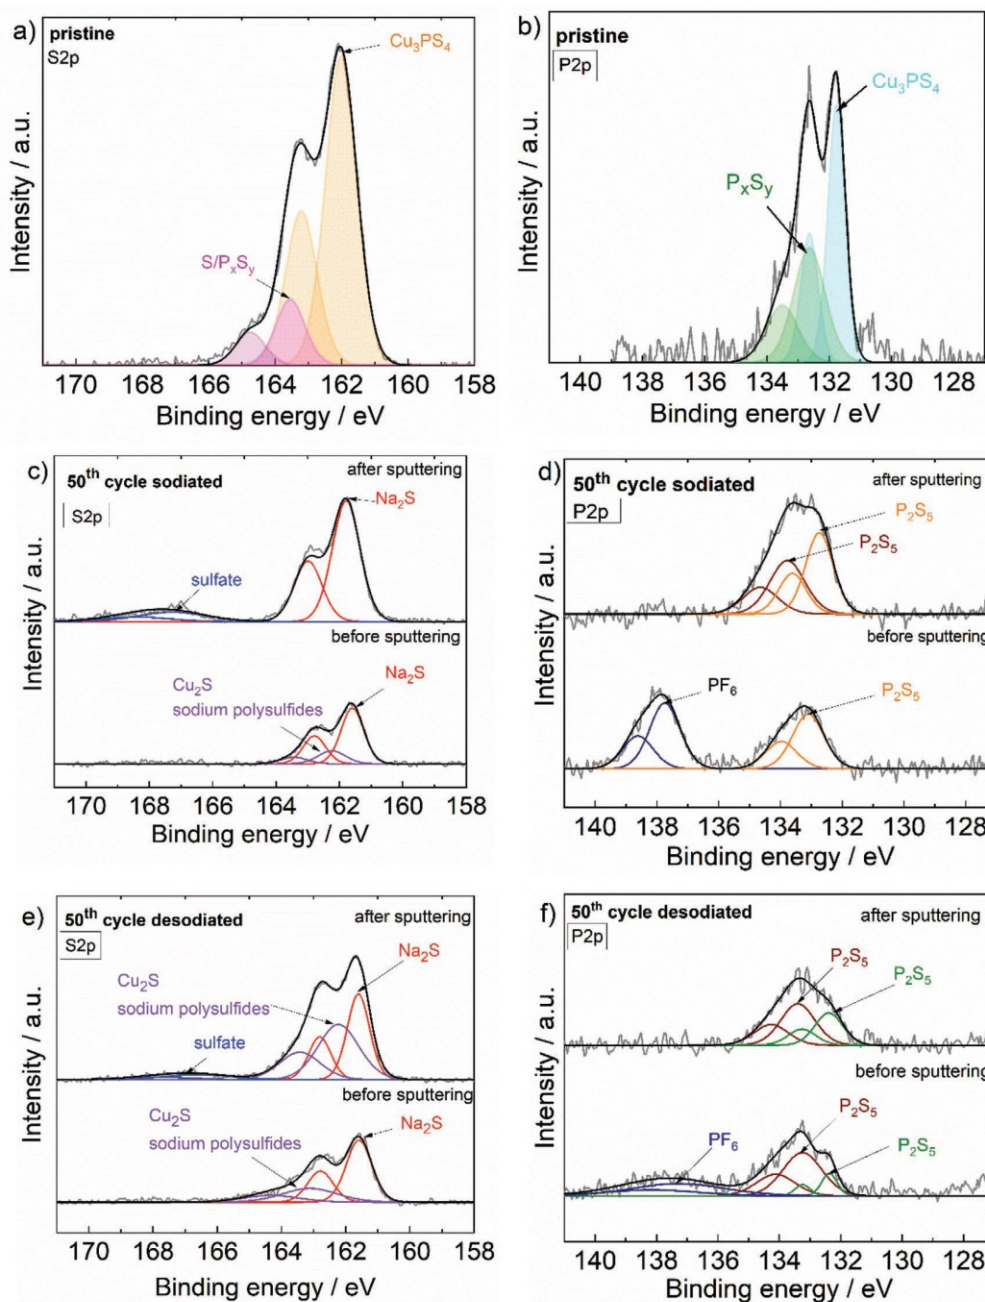 a) pristine
S2p
Cu₃PS₄
S/PₓSᵧ
Intensity / a.u.
170 168 166 164 162 160 158
Binding energy / eV
b) pristine
P2p
Cu₃PS₄
PₓSᵧ
Intensity / a.u.
140 138 136 134 132 130 128
Binding energy / eV
c) 50th cycle sodiated
after sputtering
S2p
Na₂S
sulfate
before sputtering
Cu₂S
sodium polysulfides
Na₂S
Intensity / a.u.
170 168 166 164 162 160 158
Binding energy / eV
d) 50th cycle sodiated
after sputtering
P2p
P₂S₅
P₂S₅
before sputtering
PF₆
P₂S₅
Intensity / a.u.
140 138 136 134 132 130 128
Binding energy / eV
e) 50th cycle desodiated
after sputtering
S2p
Na₂S
Cu₂S
sodium polysulfides
sulfate
before sputtering
Cu₂S
sodium polysulfides
Na₂S
Intensity / a.u.
170 168 166 164 162 160 158
Binding energy / eV
f) 50th cycle desodiated
after sputtering
P2p
P₂S₅
P₂S₅
before sputtering
P₂S₅
PF₆
P₂S₅
Intensity / a.u.
140 138 136 134 132 130 128
Binding energy / eV